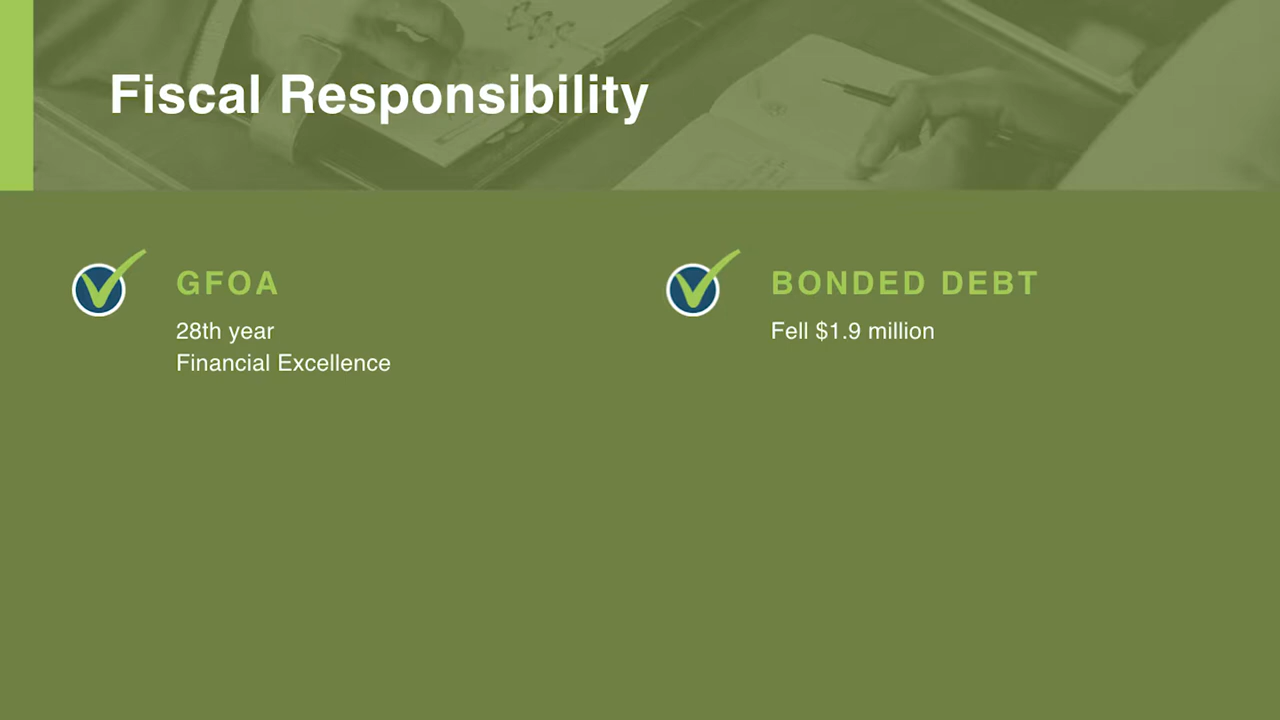 Fiscal Responsibility
GFOA
28th year
Financial Excellence
BONDED DEBT
Fell $1.9 million